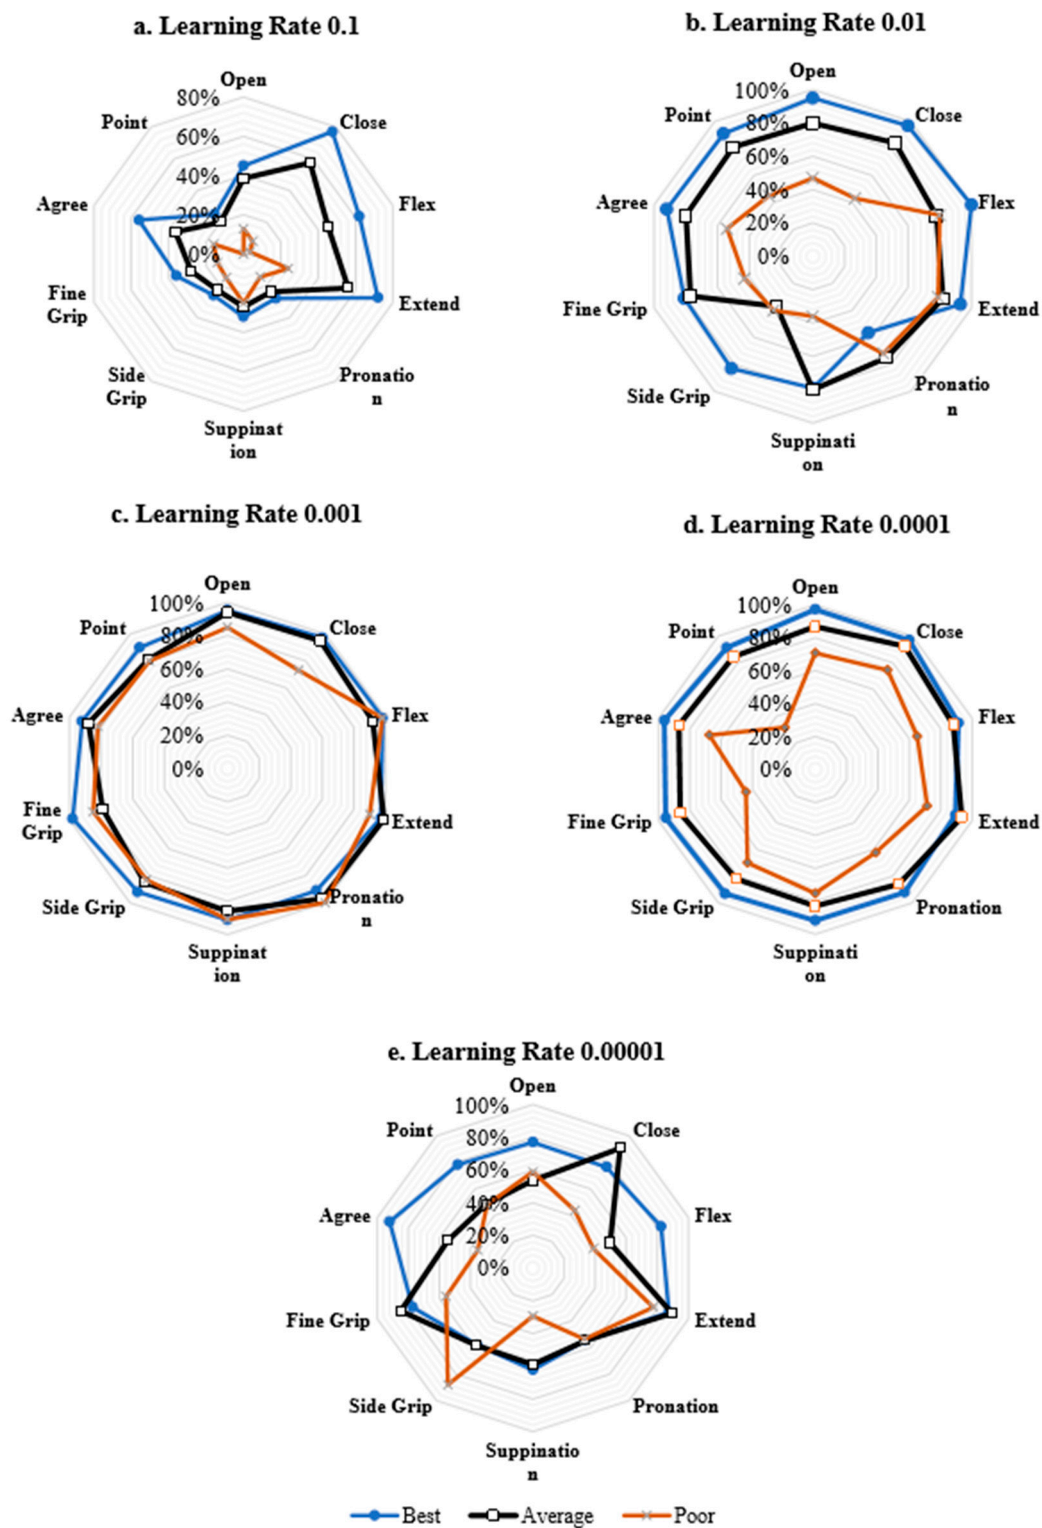 a. Learning Rate 0.1
Open
80%
60%
40%
20%
0%
Close
Flex
Extend
Pronatio
n
Suppinat
ion
Side
Grip
Fine
Grip
Agree
Point
b. Learning Rate 0.01
Open
100%
80%
60%
40%
20%
0%
Close
Flex
Extend
Pronatio
n
Suppinati
on
Side Grip
Fine Grip
Agree
Point
c. Learning Rate 0.001
Open
100%
80%
60%
40%
20%
0%
Close
Flex
Extend
Pronatio
n
Suppinat
ion
Side Grip
Fine
Grip
Agree
Point
d. Learning Rate 0.0001
Open
100%
80%
60%
40%
20%
0%
Close
Flex
Extend
Pronation
Suppinati
on
Side Grip
Fine Grip
Agree
Point
e. Learning Rate 0.00001
Open
100%
80%
60%
40%
20%
0%
Close
Flex
Extend
Pronation
Suppinatio
n
Side Grip
Fine Grip
Agree
Point
Best
Average
Poor